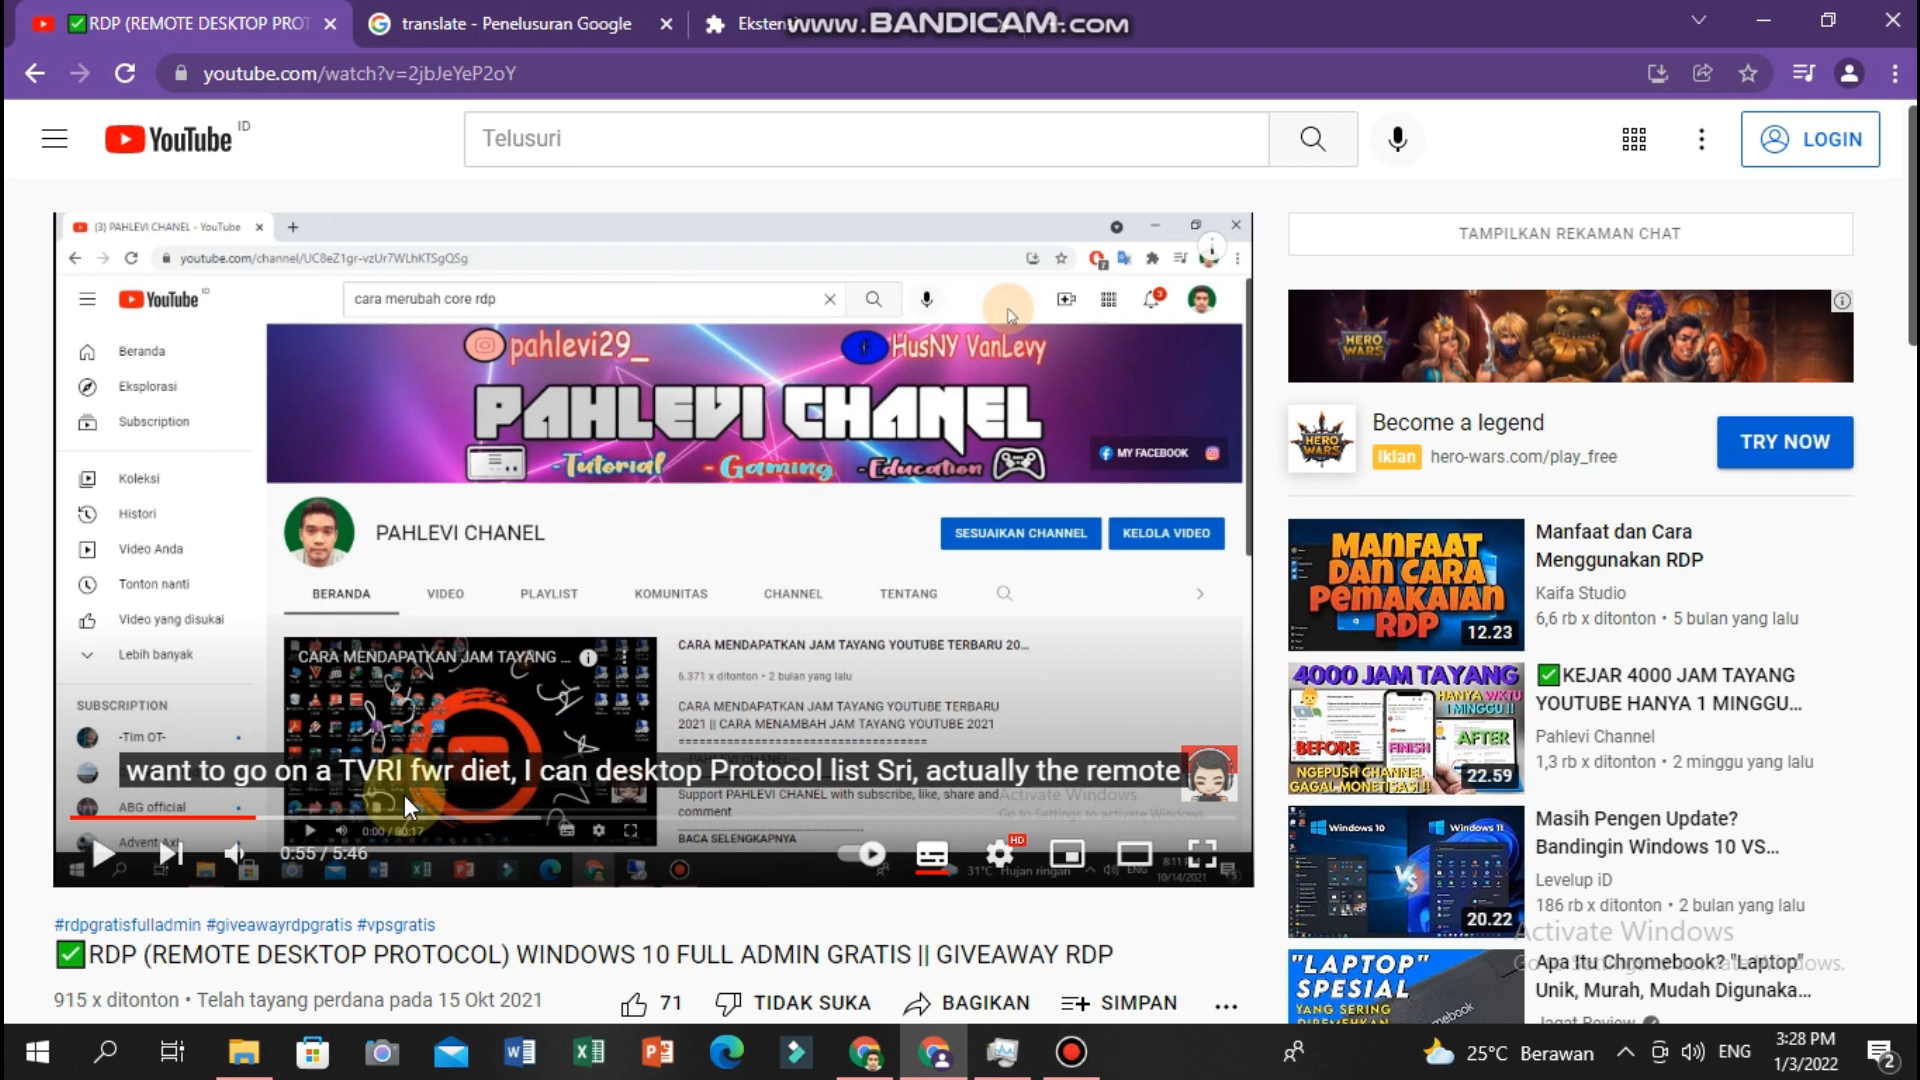 RDP (REMOTE DESKTOP PROT
translate - Penelusuran Google
Eksten
www.BANDICAM.com
youtube.com/watch?v=2jbJeYeP2oY
YouTube ID
Telusuri
LOGIN
(3) PAHLEVI CHANEL - YouTube
youtube.com/channel/UC8eZ1gr-vzUr7WLhKTSgQSg
YouTube ID
cara merubah core rdp
3
Beranda
Eksplorasi
Subscription
Koleksi
Histori
Video Anda
Tonton nanti
Video yang disukai
Lebih banyak
SUBSCRIPTION
-Tim OT-
ABG official
Advent Axl
pahlevi29_
HusNY VanLevy
PAHLEVI CHANEL
-Tutorial -Gaming -Education
MY FACEBOOK
PAHLEVI CHANEL
SESUAIKAN CHANNEL
KELOLA VIDEO
BERANDA
VIDEO
PLAYLIST
KOMUNITAS
CHANNEL
TENTANG
CARA MENDAPATKAN JAM TAYANG ...
0:00 / 30:17
CARA MENDAPATKAN JAM TAYANG YOUTUBE TERBARU 20...
6.371 x ditonton • 2 bulan yang lalu
CARA MENDAPATKAN JAM TAYANG YOUTUBE TERBARU
2021 || CARA MENAMBAH JAM TAYANG YOUTUBE 2021
want to go on a TVRI fwr diet, I can desktop Protocol list Sri, actually the remote
Support PAHLEVI CHANEL with subscribe, like, share and
comment
BACA SELENGKAPNYA
Activate Windows
Go to Settings to activate Windows.
0:55 / 5:46
HD
31°C Hujan ringan
ENG
8:11
10/14/2021
#rdpgratisfulladmin #giveawayrdpgratis #vpsgratis
RDP (REMOTE DESKTOP PROTOCOL) WINDOWS 10 FULL ADMIN GRATIS || GIVEAWAY RDP
915 x ditonton • Telah tayang perdana pada 15 Okt 2021
71
TIDAK SUKA
BAGIKAN
SIMPAN
TAMPILKAN REKAMAN CHAT
HERO WARS
HERO WARS
Become a legend
Iklan hero-wars.com/play_free
TRY NOW
MANFAAT
DAN CARA
PEMAKAIAN
RDP
12.23
Manfaat dan Cara
Menggunakan RDP
Kaifa Studio
6,6 rb x ditonton • 5 bulan yang lalu
4000 JAM TAYANG
HANYA WKTU
1 MINGGU !!
BEFORE
FINISH
AFTER
NGEPUSH CHANNEL
GAGAL MONETISASI !!
22.59
KEJAR 4000 JAM TAYANG
YOUTUBE HANYA 1 MINGGU...
Pahlevi Channel
1,3 rb x ditonton • 2 minggu yang lalu
Windows 10
Windows 11
VS
20.22
Masih Pengen Update?
Bandingin Windows 10 VS...
Levelup iD
186 rb x ditonton • 2 bulan yang lalu
Activate Windows
Go to Settings to activate Windows.
"LAPTOP"
SPESIAL
YANG SERING
DIREMEHKAN
Apa Itu Chromebook? "Laptop"
Unik, Murah, Mudah Digunaka...
Jagat Review
25°C Berawan
ENG
3:28 PM
1/3/2022
2